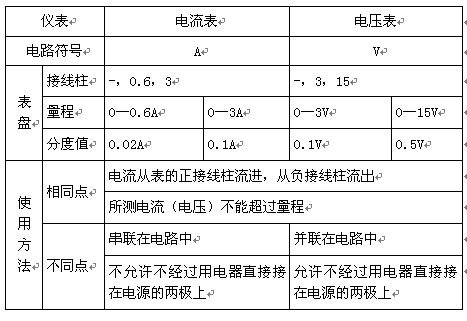 仪表 电流表 电压表
电路符号 A V
表盘 接线柱 -，0.6，3 -，3，15
量程 0—0.6A 0—3A 0—3V 0—15V
分度值 0.02A 0.1A 0.1V 0.5V
使用方法 相同点 电流从表的正接线柱流进，从负接线柱流出
所测电流（电压）不能超过量程
不同点 串联在电路中 并联在电路中
不允许不经过用电器直接接在电源的两极上 允许不经过用电器直接接在电源的两极上